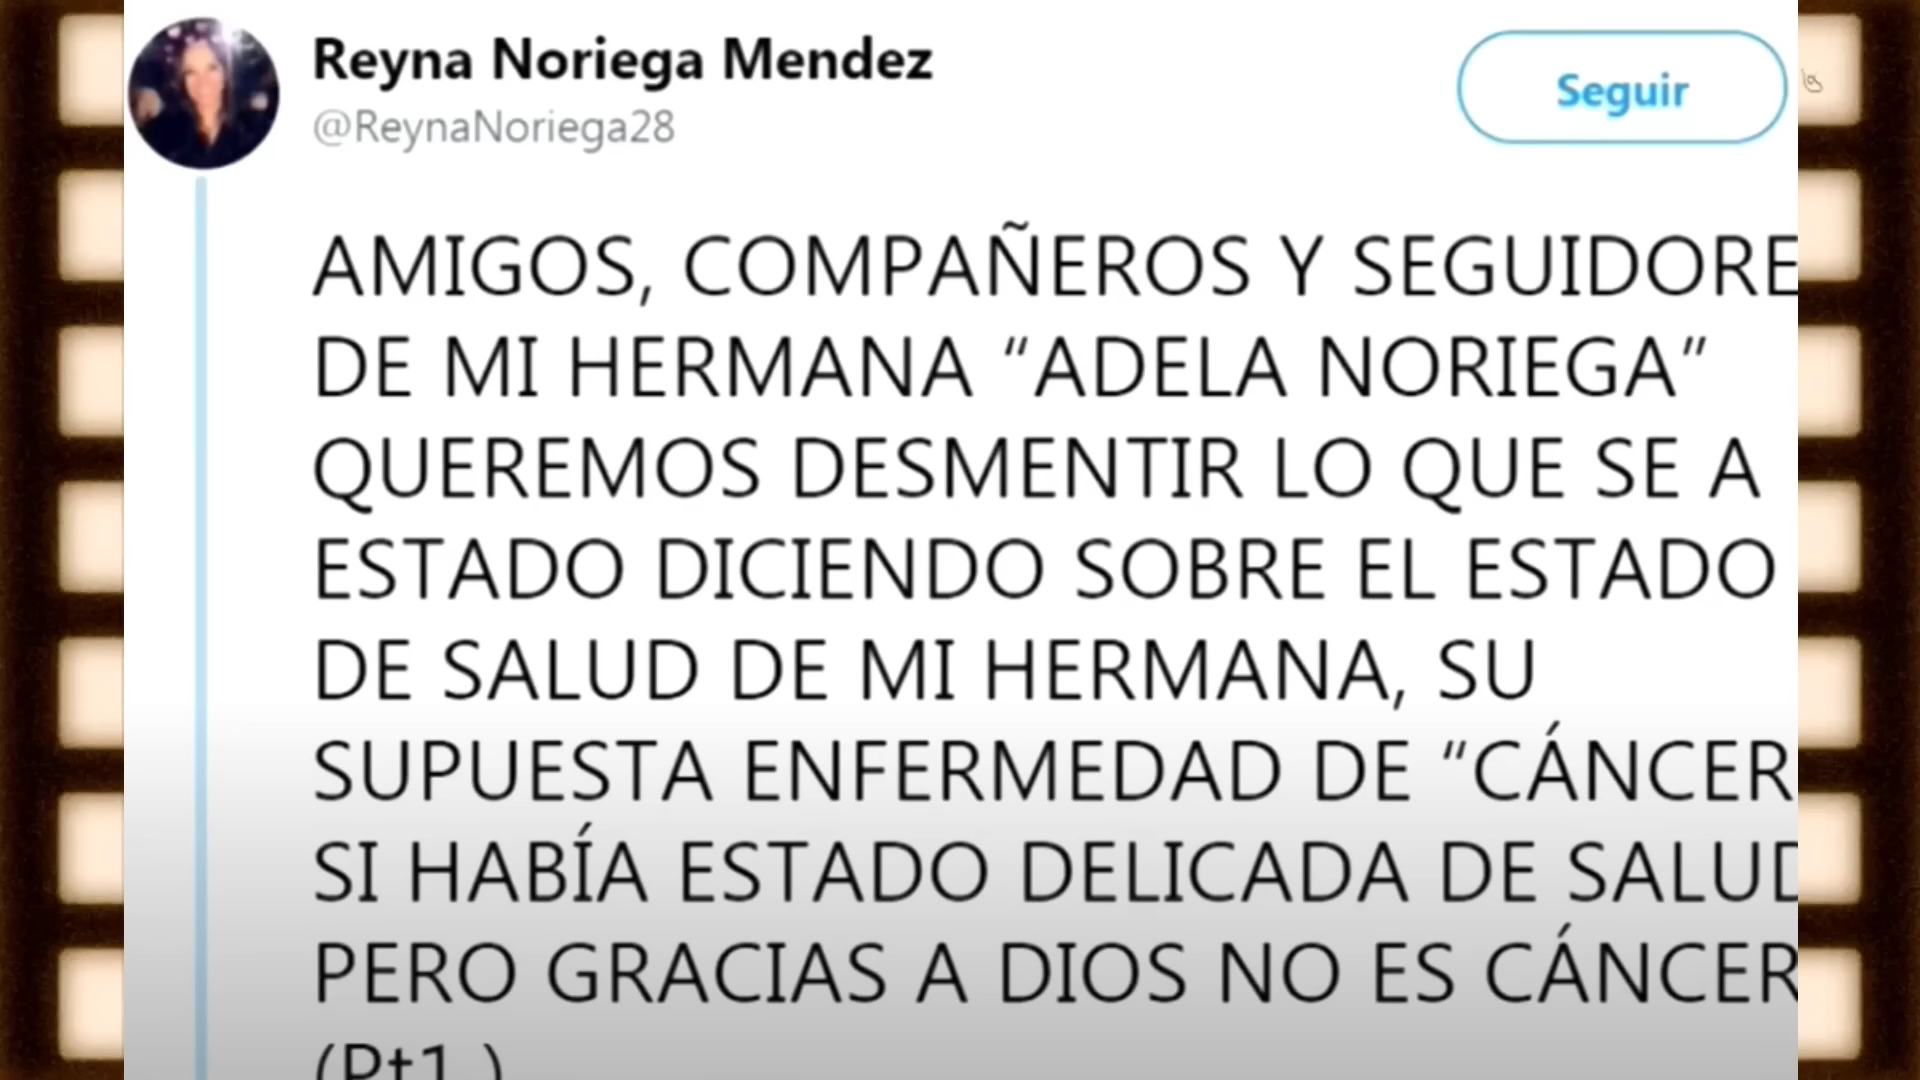 Reyna Noriega Mendez
@ReynaNoriega28
Seguir
AMIGOS, COMPAÑEROS Y SEGUIDORE
DE MI HERMANA “ADELA NORIEGA”
QUEREMOS DESMENTIR LO QUE SE A
ESTADO DICIENDO SOBRE EL ESTADO
DE SALUD DE MI HERMANA, SU
SUPUESTA ENFERMEDAD DE “CÁNCER
SI HABÍA ESTADO DELICADA DE SALUD
PERO GRACIAS A DIOS NO ES CÁNCER
(Pt1.)